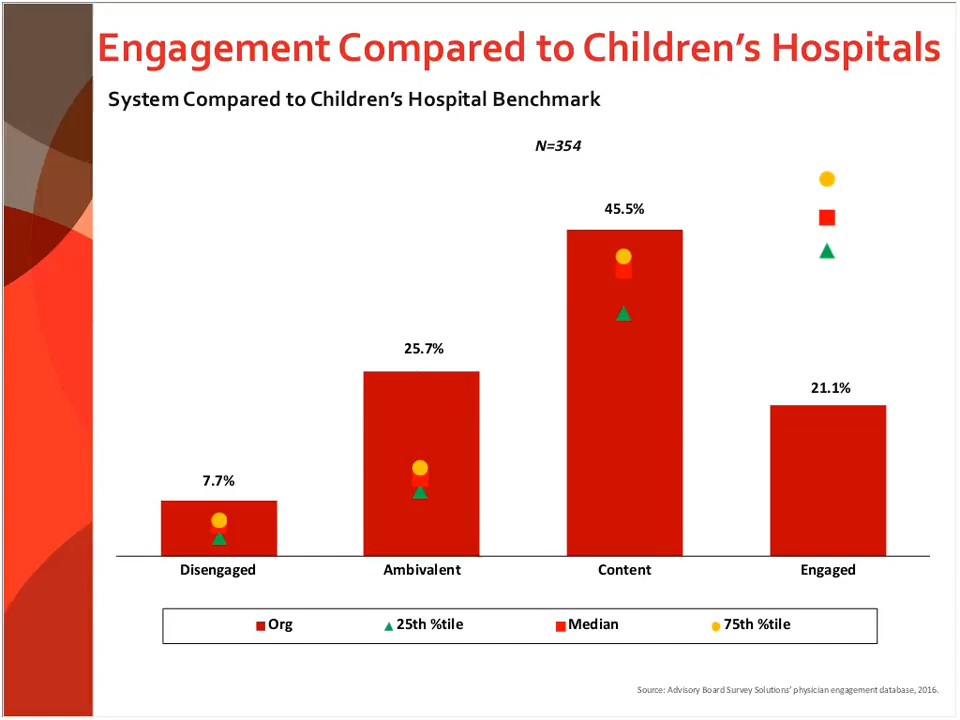 Engagement Compared to Children's Hospitals
System Compared to Children's Hospital Benchmark
N=354
45.5%
25.7%
21.1%
7.7%
Disengaged Ambivalent Content Engaged
Org 25th %tile Median 75th %tile
Source: Advisory Board Survey Solutions' physician engagement database, 2016.